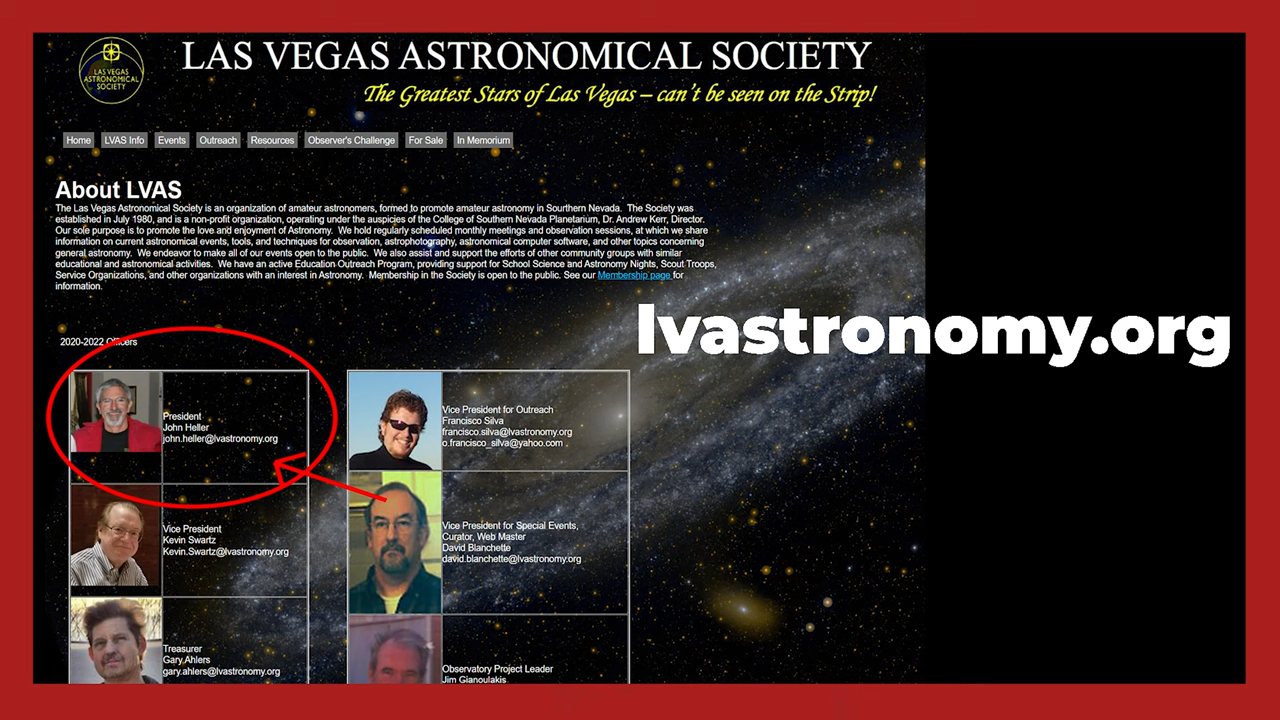 LAS VEGAS ASTRONOMICAL SOCIETY
LAS VEGAS
ASTRONOMICAL
SOCIETY
The Greatest Stars of Las Vegas – can't be seen on the Strip!
Home LVAS Info Events Outreach Resources Observer's Challenge For Sale In Memorium
About LVAS
The Las Vegas Astronomical Society is an organization of amateur astronomers, formed to promote amateur astronomy in Sourthern Nevada. The Society was
established in July 1980, and is a non-profit organization, operating under the auspicies of the College of Southern Nevada Planetarium, Dr. Andrew Kerr, Director.
Our sole purpose is to promote the love and enjoyment of Astronomy. We hold regularly scheduled monthly meetings and observation sessions, at which we share
information on current astronomical events, tools, and techniques for observation, astrophotography, astronomical computer software, and other topics concerning
general astronomy. We endeavor to make all of our events open to the public. We also assist and support the efforts of other community groups with similar
educational and astronomical activities. We have an active Education Outreach Program, providing support for School Science and Astronomy Nights, Scout Troops,
Service Organizations, and other organizations with an interest in Astronomy. Membership in the Society is open to the public. See our Membership page for
information.
lvastronomy.org
2020-2022 Officers
President
John Heller
john.heller@lvastronomy.org
Vice President for Outreach
Francisco Silva
francisco.silva@lvastronomy.org
o.francisco_silva@yahoo.com
Vice President
Kevin Swartz
Kevin.Swartz@lvastronomy.org
Vice President for Special Events,
Curator, Web Master
David Blanchette
david.blanchette@lvastronomy.org
Treasurer
Gary Ahlers
gary.ahlers@lvastronomy.org
Observatory Project Leader
Jim Gianoulakis